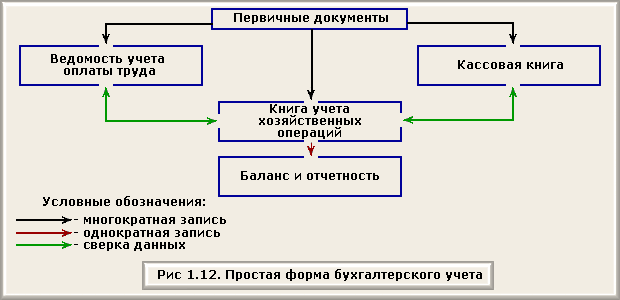 Первичные документы
Ведомость учета
оплаты труда
Кассовая книга
Книга учета
хозяйственных
операций
Баланс и отчетность
Условные обозначения:
- многократная запись
- однократная запись
- сверка данных
Рис 1.12. Простая форма бухгалтерского учета